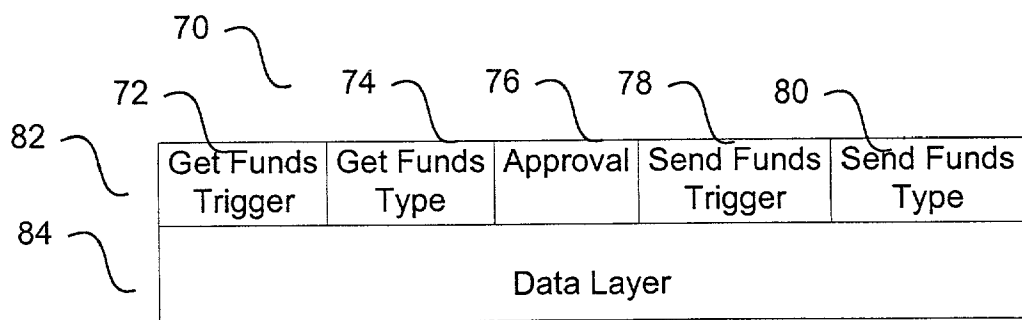 70
72
74
76
78
80
82
Get Funds Trigger
Get Funds Type
Approval
Send Funds Trigger
Send Funds Type
84
Data Layer